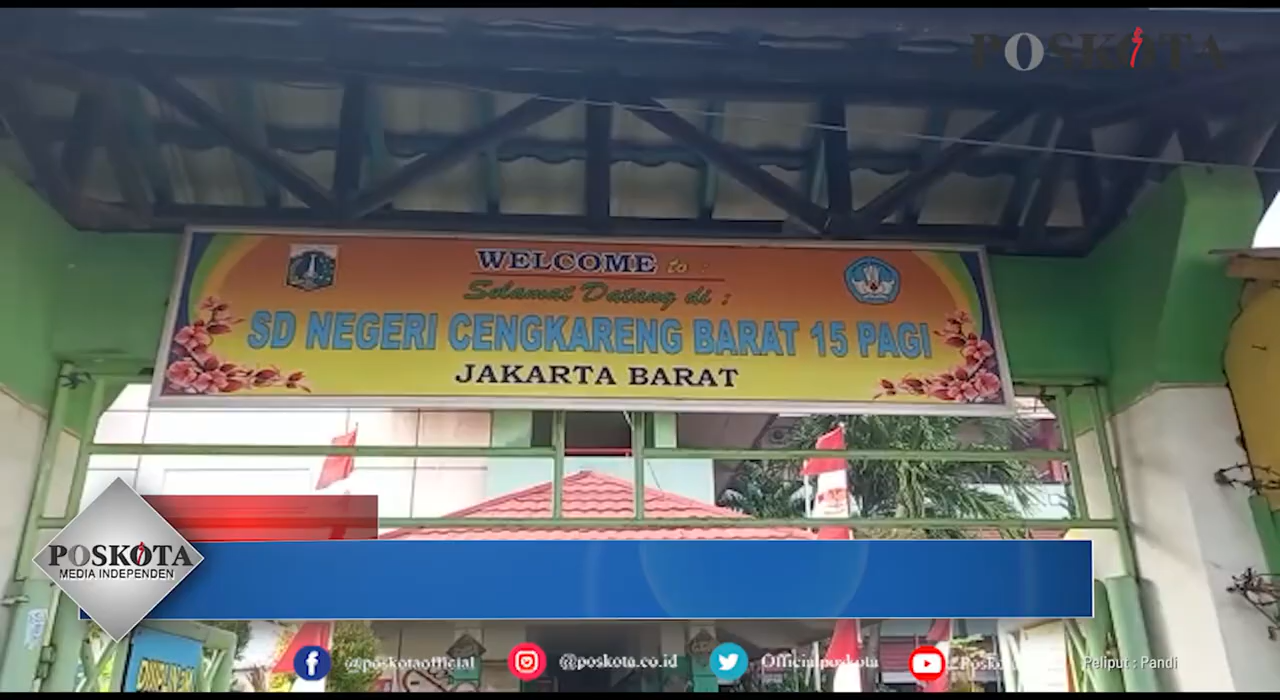 POSKOTA
WELCOME to :
Selamat Datang di :
SD NEGERI CENGKARENG BARAT 15 PAGI
JAKARTA BARAT
POSKOTA
MEDIA INDEPENDEN
@poskotaofficial
@poskota.co.id
Officialposkota
Peliput : Pandi